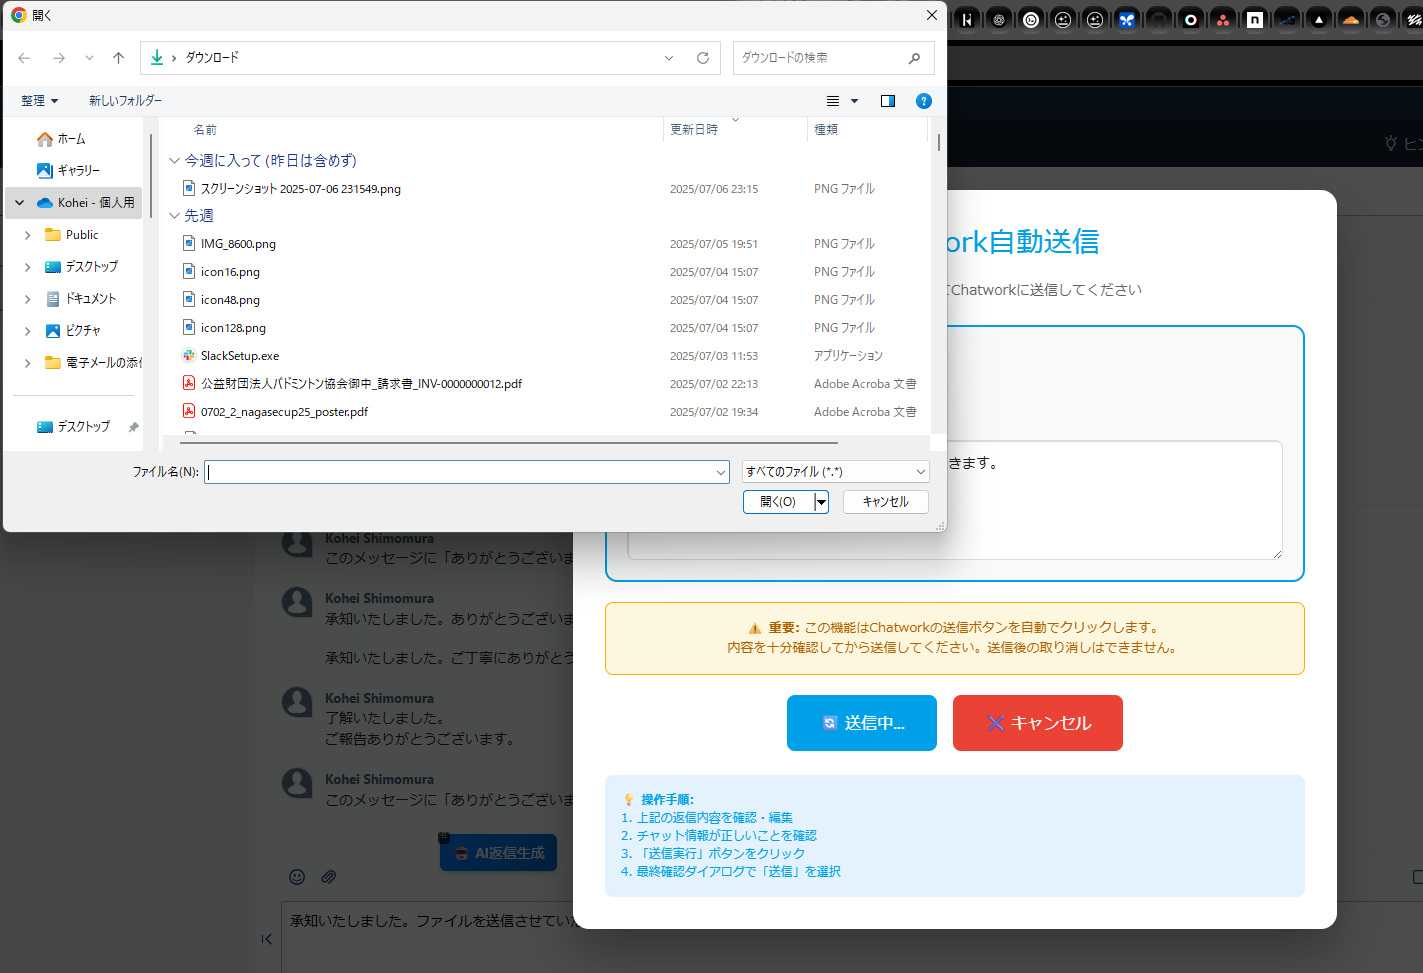 開く
ダウンロード
ダウンロードの検索
整理
新しいフォルダー
ヒン
名前
更新日時
種類
ホーム
ギャラリー
Kohei - 個人用
Public
デスクトップ
ドキュメント
ピクチャ
電子メールの添付
デスクトップ
今週に入って (昨日は含めず)
スクリーンショット 2025-07-06 231549.png 2025/07/06 23:15 PNG ファイル
先週
IMG_8600.png 2025/07/05 19:51 PNG ファイル
icon16.png 2025/07/04 15:07 PNG ファイル
icon48.png 2025/07/04 15:07 PNG ファイル
icon128.png 2025/07/04 15:07 PNG ファイル
SlackSetup.exe 2025/07/03 11:53 アプリケーション
公益財団法人バドミントン協会御中_請求書_INV-0000000012.pdf 2025/07/02 22:13 Adobe Acroba 文書
0702_2_nagasecup25_poster.pdf 2025/07/02 19:34 Adobe Acroba 文書
ファイル名(N):
すべてのファイル (*.*)
開く(O)
キャンセル
ork自動送信
Chatworkに送信してください
きます。
⚠️ 重要: この機能はChatworkの送信ボタンを自動でクリックします。
内容を十分確認してから送信してください。送信後の取り消しはできません。
🔄 送信中...
❌ キャンセル
💡 操作手順:
1. 上記の返信内容を確認・編集
2. チャット情報が正しいことを確認
3. 「送信実行」ボタンをクリック
4. 最終確認ダイアログで「送信」を選択
Kohei Shimomura
このメッセージに「ありがとうございま
Kohei Shimomura
承知いたしました。ありがとうございま
承知いたしました。ご丁寧にありがとう
Kohei Shimomura
了解いたしました。
ご報告ありがとうございます。
Kohei Shimomura
このメッセージに「ありがとうございま
AI返信生成
承知いたしました。ファイルを送信させていた